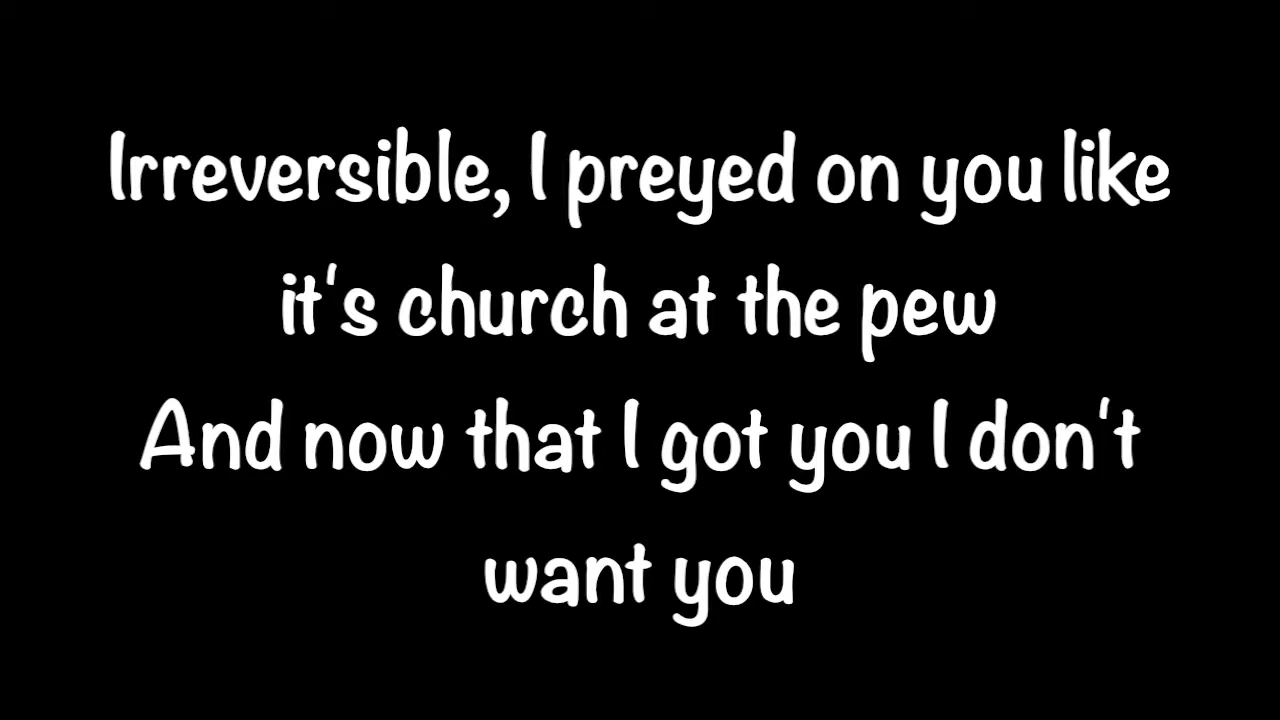 Irreversible, I preyed on you like
it's church at the pew
And now that I got you I don't
want you